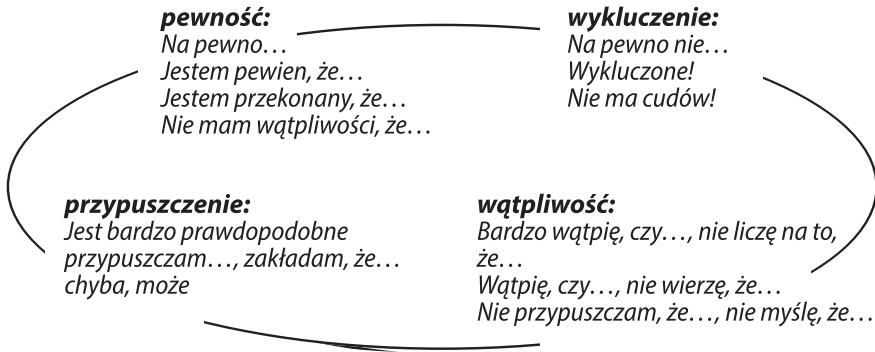 pewność:
Na pewno…
Jestem pewien, że…
Jestem przekonany, że…
Nie mam wątpliwości, że…
wykluczenie:
Na pewno nie…
Wykluczone!
Nie ma cudów!
przypuszczenie:
Jest bardzo prawdopodobne
przypuszczam…, zakładam, że…
chyba, może
wątpliwość:
Bardzo wątpię, czy…, nie liczę na to,
że…
Wątpię, czy…, nie wierzę, że…
Nie przypuszczam, że…, nie myślę, że…